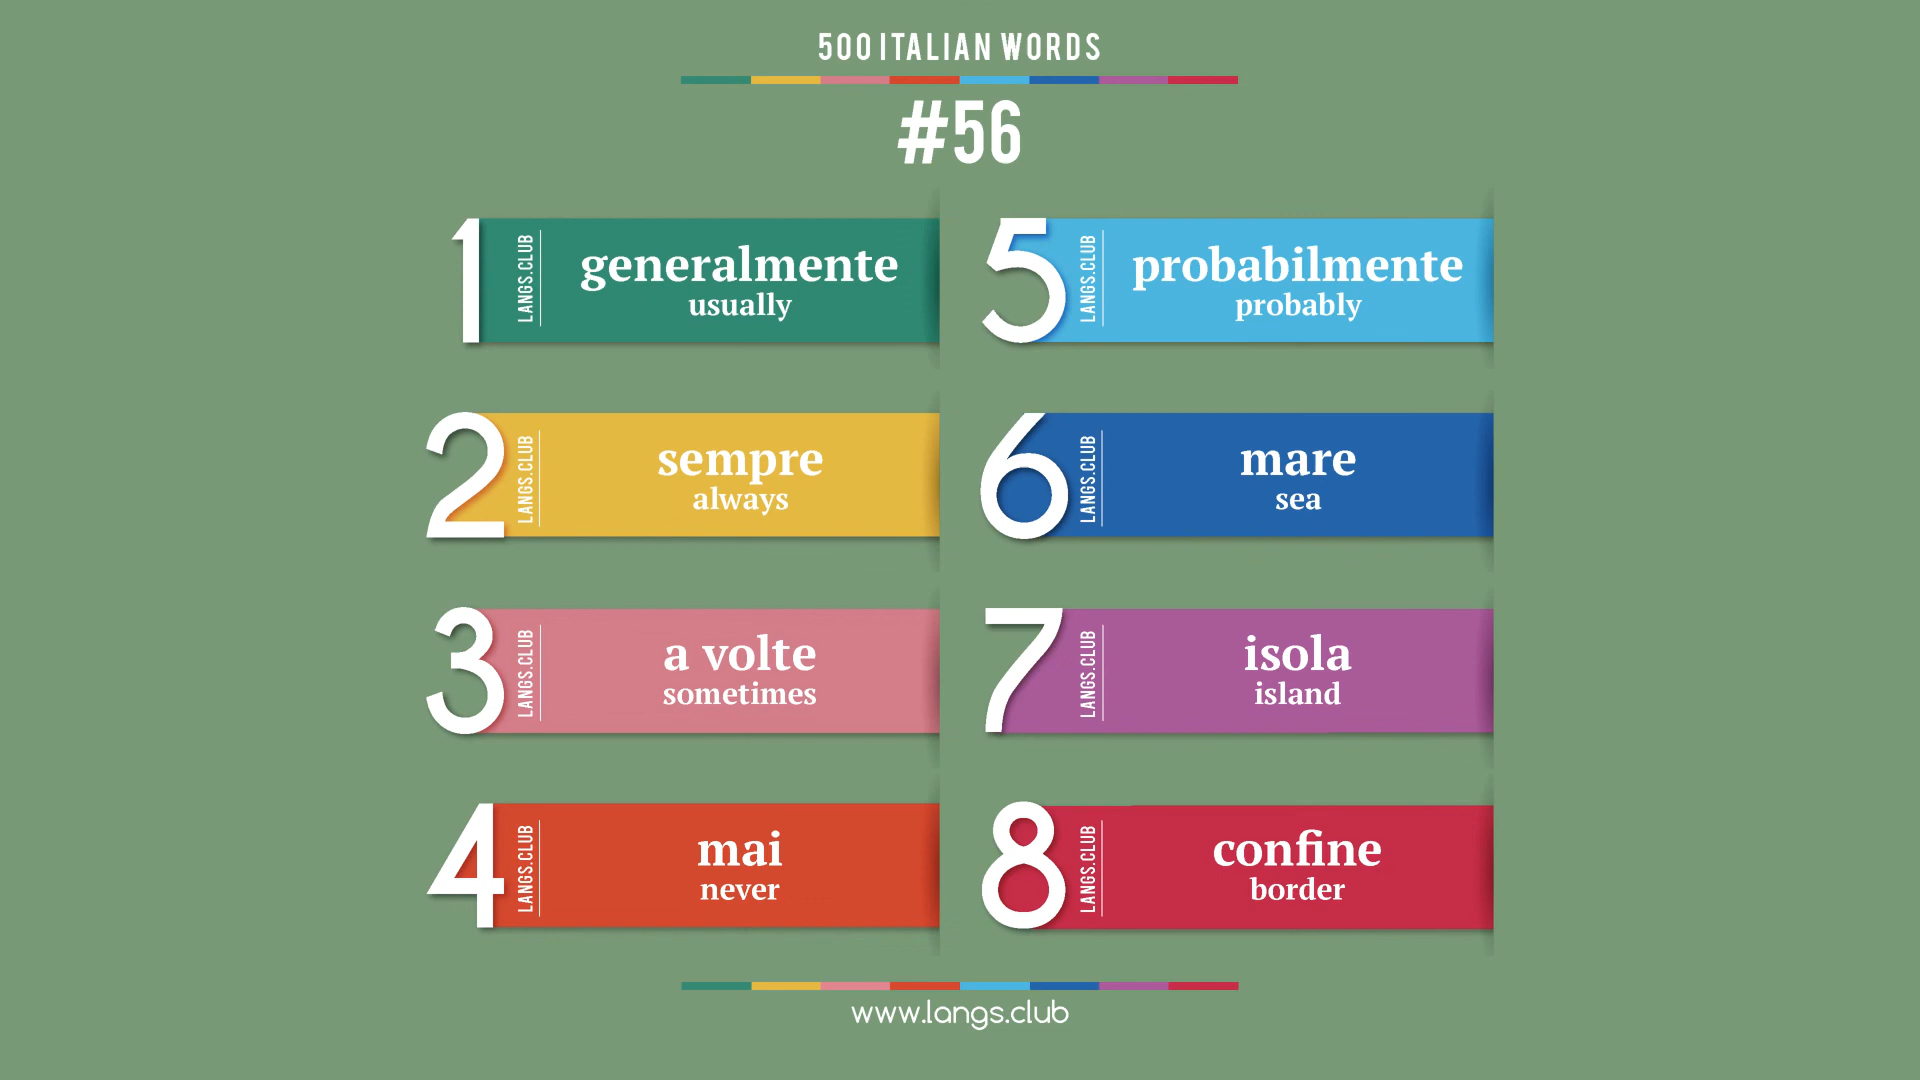 500 ITALIAN WORDS
#56
1
LANGS.CLUB
generalmente
usually
2
LANGS.CLUB
sempre
always
3
LANGS.CLUB
a volte
sometimes
4
LANGS.CLUB
mai
never
5
LANGS.CLUB
probabilmente
probably
6
LANGS.CLUB
mare
sea
7
LANGS.CLUB
isola
island
8
LANGS.CLUB
confine
border
www.langs.club